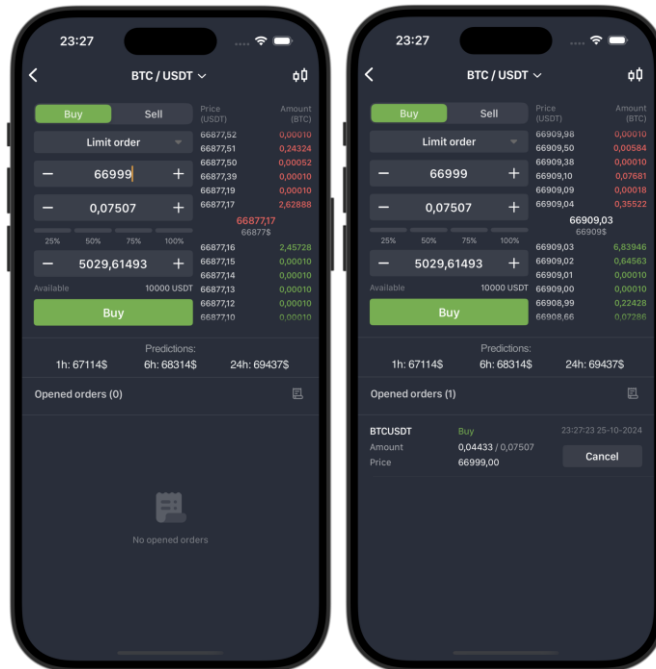 23:27
BTC / USDT
Buy Sell
Limit order
66999
0,07507
25% 50% 75% 100%
5029,61493
Available 10000 USDT
Buy
Price (USDT) Amount (BTC)
66877,52 0,00010
66877,51 0,24324
66877,50 0,00052
66877,39 0,00010
66877,19 0,00010
66877,17 2,62888
66877,17
66877$
66877,16 2,45728
66877,15 0,00010
66877,14 0,00010
66877,13 0,00010
66877,12 0,00010
66877,10 0,00010
Predictions:
1h: 67114$ 6h: 68314$ 24h: 69437$
Opened orders (0)
No opened orders
23:27
BTC / USDT
Buy Sell
Limit order
66999
0,07507
25% 50% 75% 100%
5029,61493
Available 10000 USDT
Buy
Price (USDT) Amount (BTC)
66909,98 0,00010
66909,50 0,00584
66909,38 0,00010
66909,10 0,07681
66909,09 0,00018
66909,04 0,35522
66909,03
66909$
66909,03 6,83946
66909,02 0,64563
66909,01 0,00010
66909,00 0,00010
66908,99 0,22428
66908,66 0,07286
Predictions:
1h: 67114$ 6h: 68314$ 24h: 69437$
Opened orders (1)
BTCUSDT Buy 23:27:23 25-10-2024
Amount 0,04433 / 0,07507
Price 66999,00
Cancel